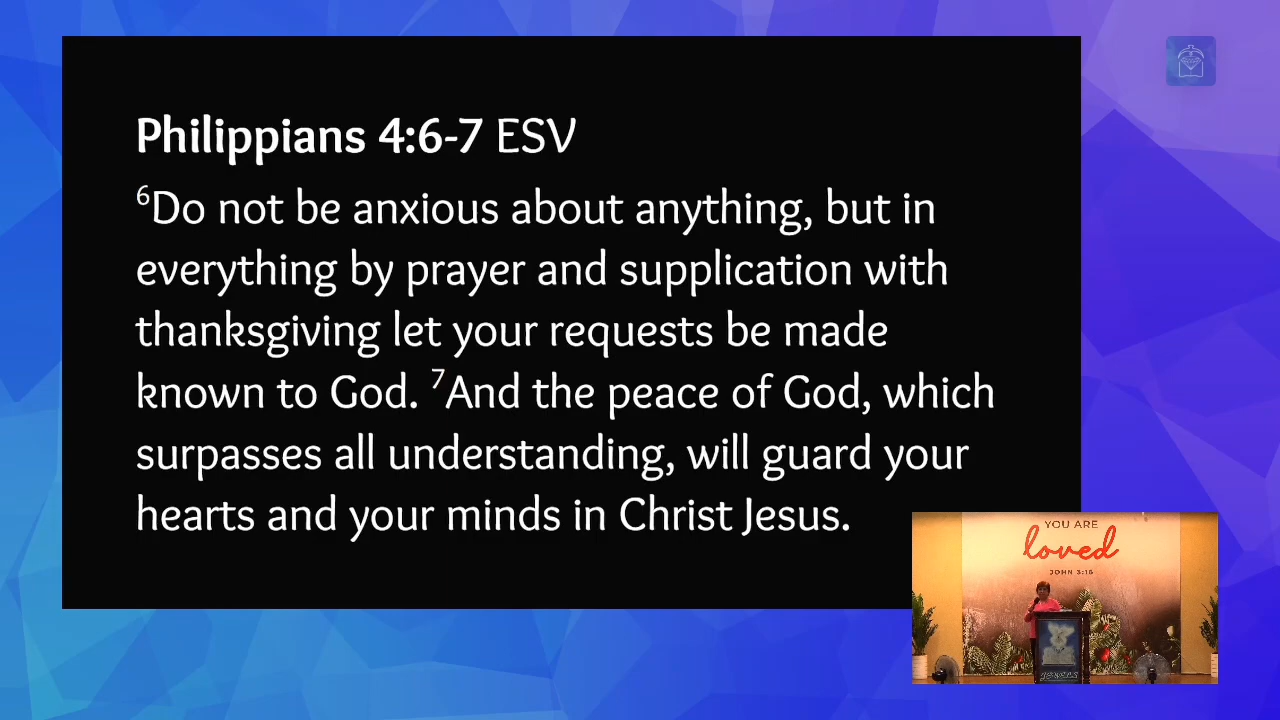 Philippians 4:6-7 ESV
⁶Do not be anxious about anything, but in
everything by prayer and supplication with
thanksgiving let your requests be made
known to God. ⁷And the peace of God, which
surpasses all understanding, will guard your
hearts and your minds in Christ Jesus.
YOU ARE
loved
JOHN 3:16
JEWELS